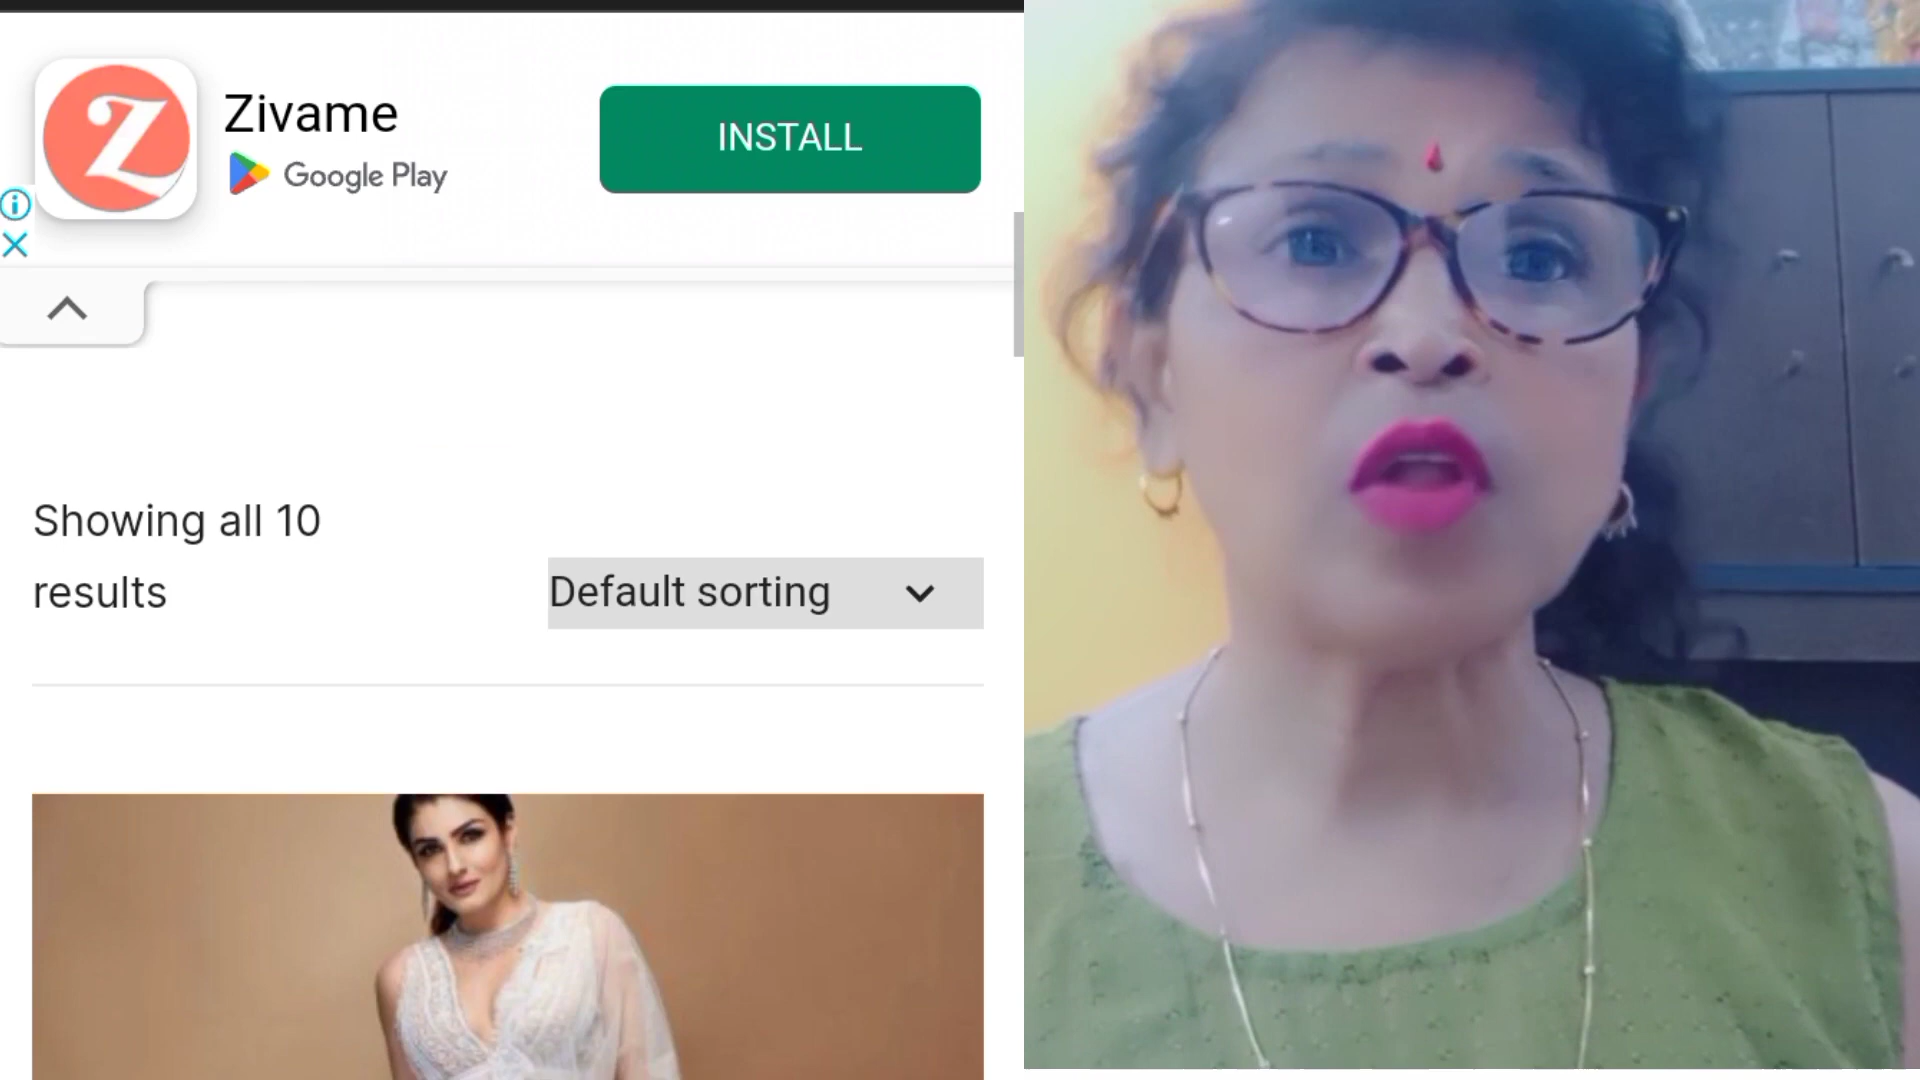 Zivame
Google Play
INSTALL
Showing all 10
results
Default sorting